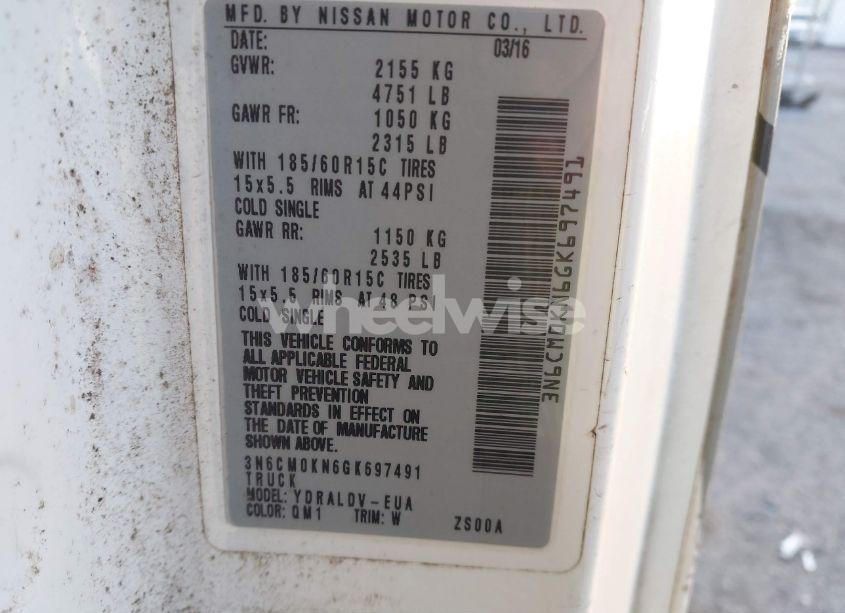 MFD. BY NISSAN MOTOR CO., LTD.
DATE: 03/16
GVWR: 2155 KG
4751 LB
GAWR FR: 1050 KG
2315 LB
WITH 185/60R15C TIRES
15x5.5 RIMS AT 44PSI
COLD SINGLE
GAWR RR: 1150 KG
2535 LB
WITH 185/60R15C TIRES
15x5.5 RIMS AT 48 PSI
COLD SINGLE
THIS VEHICLE CONFORMS TO
ALL APPLICABLE FEDERAL
MOTOR VEHICLE SAFETY AND
THEFT PREVENTION
STANDARDS IN EFFECT ON
THE DATE OF MANUFACTURE
SHOWN ABOVE.
3N6CM0KN6GK697491
TRUCK
MODEL: YDRALDV-EUA
COLOR: QM1 TRIM: W ZS00A
3N6CM0KN6GK697491
wheelwise